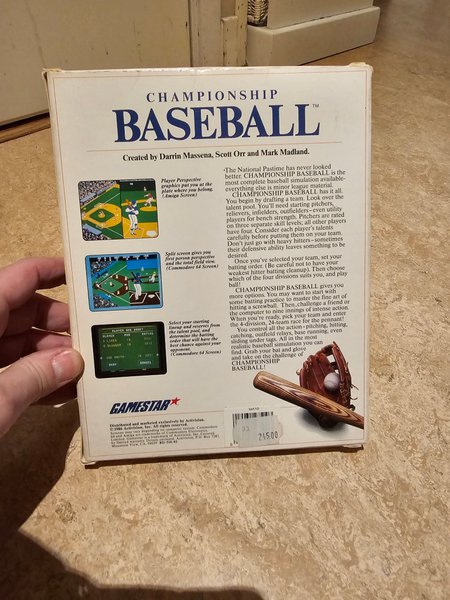 CHAMPIONSHIP
BASEBALL™
Created by Darrin Massena, Scott Orr and Mark Madland.
Player Perspective
graphics put you at the
plate where you belong.
(Amiga Screen)
Split screen gives you
first person perspective
and the total field view.
(Commodore 64 Screen)
Select your starting
lineup and reserves from
the talent pool, and
determine the batting
order that will have the
best chance against your
opponent.
(Commodore 64 Screen)
The National Pastime has never looked
better. CHAMPIONSHIP BASEBALL is the
most complete baseball simulation available-
everything else is minor league material.
CHAMPIONSHIP BASEBALL has it all.
You begin by drafting a team. Look over the
talent pool. You'll need starting pitchers,
relievers, infielders, outfielders–even utility
players for bench strength. Pitchers are rated
on three separate skill levels; all other players
have four. Consider each player's talents
carefully before putting them on your team.
Don't just go with heavy hitters–sometimes
their defensive ability leaves something to be
desired.
Once you've selected your team, set your
batting order. (Be careful not to have your
weakest hitter batting cleanup). Then choose
which of the four divisions suits you, and play
ball!
CHAMPIONSHIP BASEBALL gives you
more options. You may want to start with
some batting practice to master the fine art of
hitting a screwball. Then, challenge a friend or
the computer to nine innings of intense action.
When you're ready, pick your team and enter
the 4-division, 24-team race for the pennant!
You control all the action - pitching, hitting,
catching, outfield relays, base running, even
sliding under tags. All in the most
realistic baseball simulation you can
find. Grab your bat and glove
and take on the challenge of
CHAMPIONSHIP
BASEBALL!
GAMESTAR
Distributed and marketed exclusively by Activision.
©1986 Activision, Inc. All rights reserved.
245.00